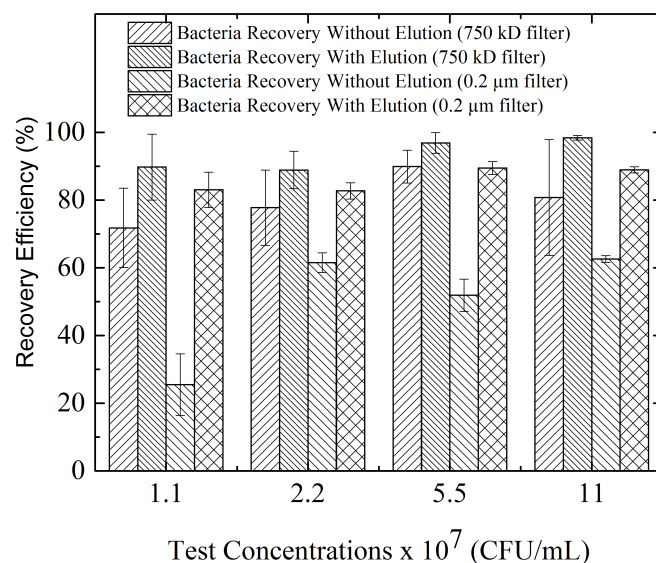 Bacteria Recovery Without Elution (750 kD filter)
Bacteria Recovery With Elution (750 kD filter)
Bacteria Recovery Without Elution (0.2 µm filter)
Bacteria Recovery With Elution (0.2 µm filter)
Recovery Efficiency (%)
100
80
60
40
20
0
1.1 2.2 5.5 11
Test Concentrations x 10⁷ (CFU/mL)